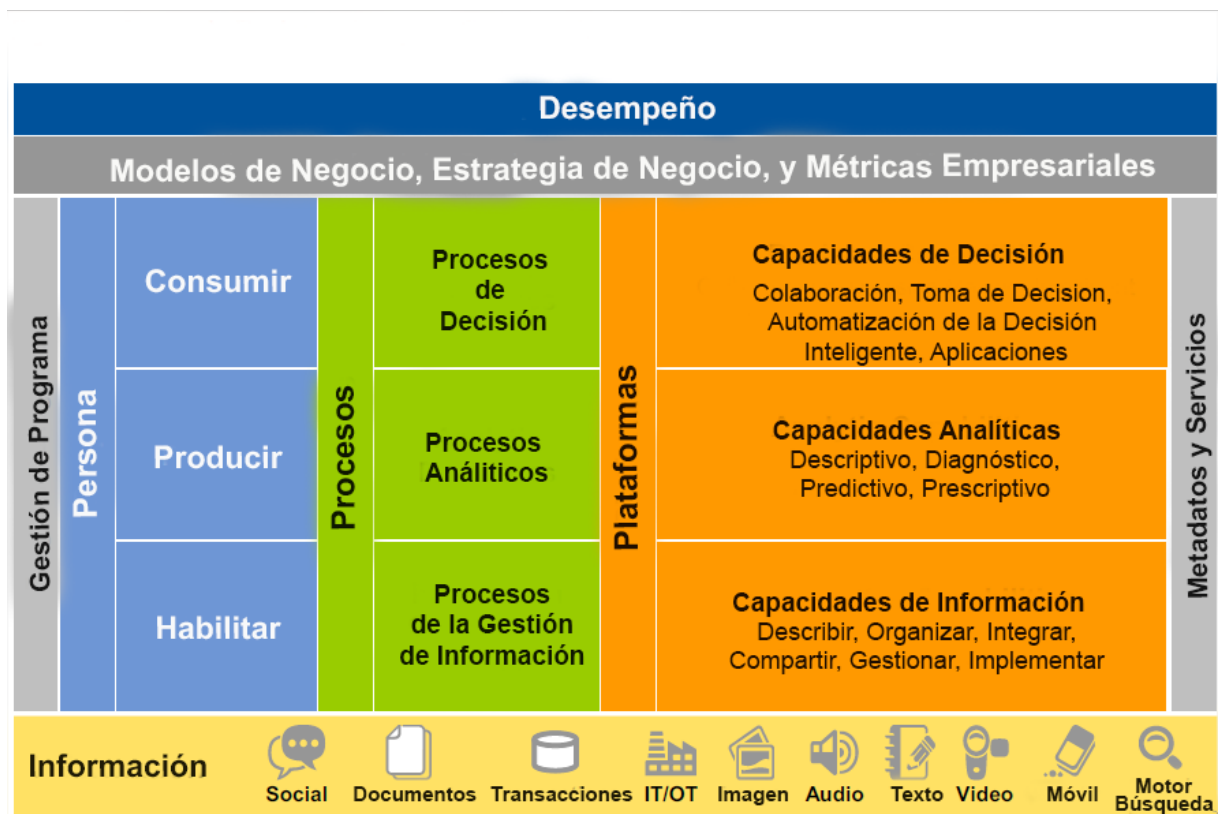 Desempeño
Modelos de Negocio, Estrategia de Negocio, y Métricas Empresariales
Gestión de Programa
Persona
Consumir
Producir
Habilitar
Procesos
Procesos
de
Decisión
Procesos
Análiticos
Procesos
de la Gestión
de Información
Plataformas
Capacidades de Decisión
Colaboración, Toma de Decision,
Automatización de la Decisión
Inteligente, Aplicaciones
Capacidades Analíticas
Descriptivo, Diagnóstico,
Predictivo, Prescriptivo
Capacidades de Información
Describir, Organizar, Integrar,
Compartir, Gestionar, Implementar
Metadatos y Servicios
Información
Social
Documentos
Transacciones
IT/OT
Imagen
Audio
Texto
Video
Móvil
Motor
Búsqueda